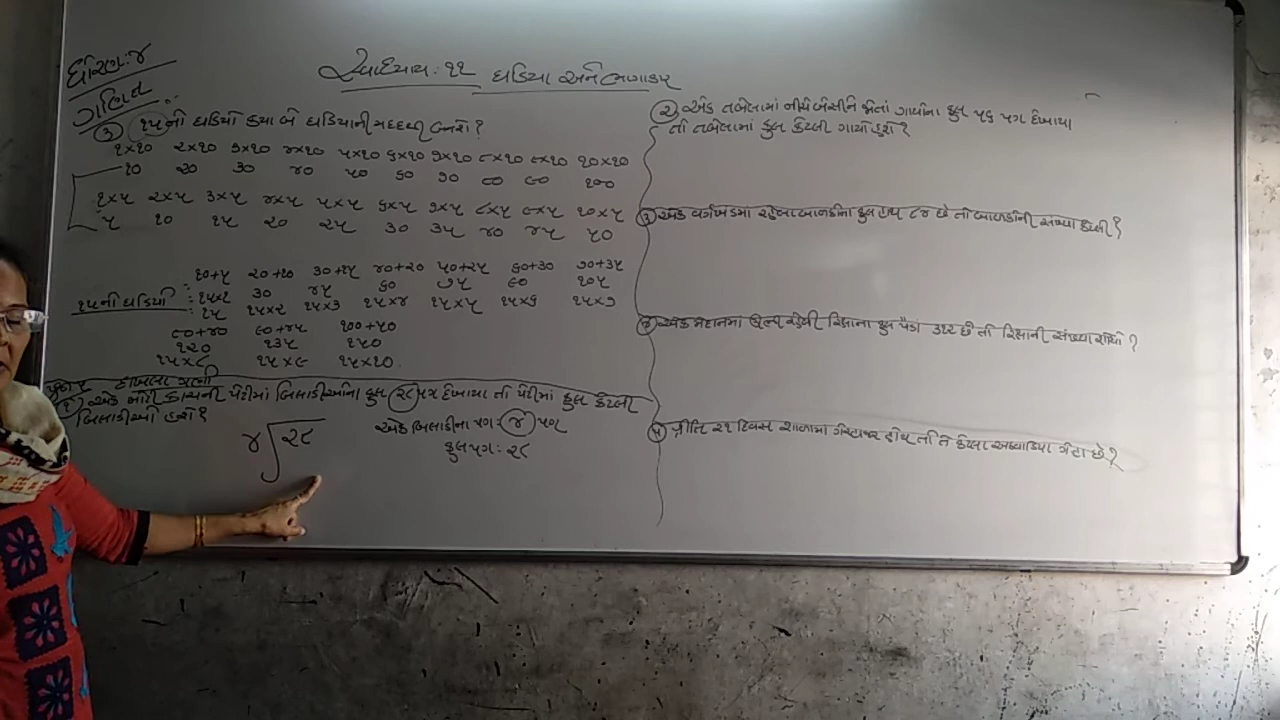 ધોરણ:૪
ગણિત
સ્વાધ્યાય: ૧૧ ઘડિયા અને ભાગાકાર
૩ ૧૫નો ઘડિયો કયા બે ઘડિયાની મદદથી બનશે?
૧×૧૦ ૨×૧૦ ૩×૧૦ ૪×૧૦ ૫×૧૦ ૬×૧૦ ૭×૧૦ ૮×૧૦ ૯×૧૦ ૧૦×૧૦
૧૦ ૨૦ ૩૦ ૪૦ ૫૦ ૬૦ ૭૦ ૮૦ ૯૦ ૧૦૦
૧×૫ ૨×૫ ૩×૫ ૪×૫ ૫×૫ ૬×૫ ૭×૫ ૮×૫ ૯×૫ ૧૦×૫
૫ ૧૦ ૧૫ ૨૦ ૨૫ ૩૦ ૩૫ ૪૦ ૪૫ ૫૦
૧૦+૫ ૨૦+૧૦ ૩૦+૧૫ ૪૦+૨૦ ૫૦+૨૫ ૬૦+૩૦ ૭૦+૩૫
૩૦ ૪૫ ૬૦ ૭૫ ૯૦ ૧૦૫
૧૫ની ઘડિયો : ૧૫×૧ ૧૫×૨ ૧૫×૩ ૧૫×૪ ૧૫×૫ ૧૫×૬ ૧૫×૭
૧૫
૮૦+૪૦ ૯૦+૪૫ ૧૦૦+૫૦
૧૨૦ ૧૩૫ ૧૫૦
૧૫×૮ ૧૫×૯ ૧૫×૧૦
દાખલા ગણો
૧ એક મોટી કાચની પેટીમાં બિલાડીઓના કુલ ૨૮ પગ દેખાયા તો પેટીમાં કુલ કેટલી
બિલાડીઓ હશે?
૪ ૨૮
એક બિલાડીના પગ: ૪ પગ
કુલ પગ: ૨૮
૨ એક તબેલામાં નીચે બેસીને જોતાં ગાયોના કુલ ૫૬ પગ દેખાયા
તો તબેલામાં કુલ કેટલી ગાયો હશે?
૩ એક વર્ગખંડમાં રહેલા બાળકોના કુલ હાથ ૮૪ છે તો બાળકોની સંખ્યા કેટલી?
૪ એક મેદાનમાં રહેલી રિક્ષાના કુલ પૈડાં ૩૧૨ છે તો રિક્ષાની સંખ્યા શોધો?
૫ પ્રીતિ ૨૧ દિવસ શાળામાં ગેરહાજર હોય તો તે કેટલા અઠવાડિયા છે?